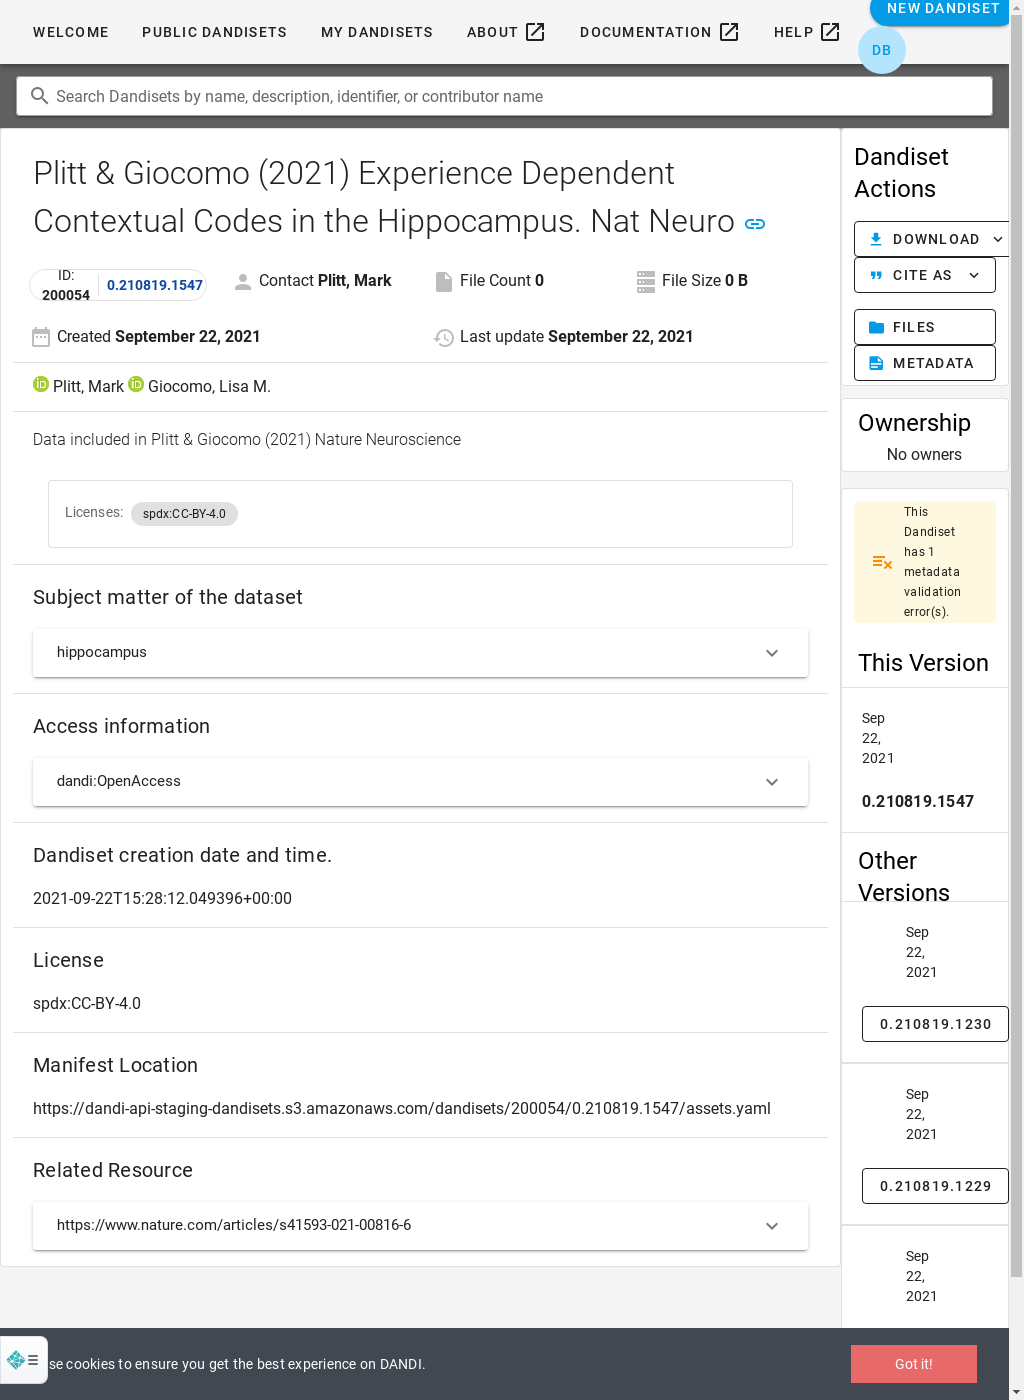 WELCOME
PUBLIC DANDISETS
MY DANDISETS
ABOUT
DOCUMENTATION
HELP
NEW DANDISET
DB
Search Dandisets by name, description, identifier, or contributor name
Plitt & Giocomo (2021) Experience Dependent
Contextual Codes in the Hippocampus. Nat Neuro
ID:
200054
0.210819.1547
Contact Plitt, Mark
File Count 0
File Size 0 B
Created September 22, 2021
Last update September 22, 2021
iD Plitt, Mark iD Giocomo, Lisa M.
Data included in Plitt & Giocomo (2021) Nature Neuroscience
Licenses: spdx:CC-BY-4.0
Subject matter of the dataset
hippocampus
Access information
dandi:OpenAccess
Dandiset creation date and time.
2021-09-22T15:28:12.049396+00:00
License
spdx:CC-BY-4.0
Manifest Location
https://dandi-api-staging-dandisets.s3.amazonaws.com/dandisets/200054/0.210819.1547/assets.yaml
Related Resource
https://www.nature.com/articles/s41593-021-00816-6
Dandiset
Actions
DOWNLOAD
CITE AS
FILES
METADATA
Ownership
No owners
This
Dandiset
has 1
metadata
validation
error(s).
This Version
Sep
22,
2021
0.210819.1547
Other
Versions
Sep
22,
2021
0.210819.1230
Sep
22,
2021
0.210819.1229
Sep
22,
2021
se cookies to ensure you get the best experience on DANDI.
Got it!